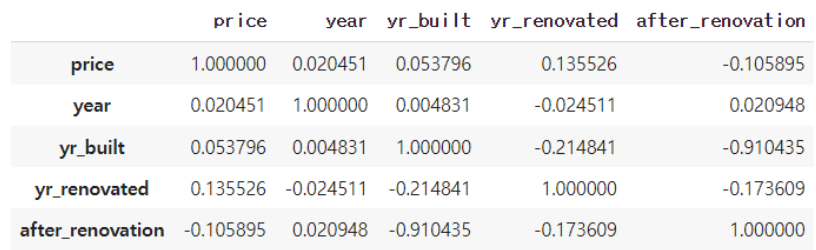 price year yr_built yr_renovated after_renovation
price 1.000000 0.020451 0.053796 0.135526 -0.105895
year 0.020451 1.000000 0.004831 -0.024511 0.020948
yr_built 0.053796 0.004831 1.000000 -0.214841 -0.910435
yr_renovated 0.135526 -0.024511 -0.214841 1.000000 -0.173609
after_renovation -0.105895 0.020948 -0.910435 -0.173609 1.000000